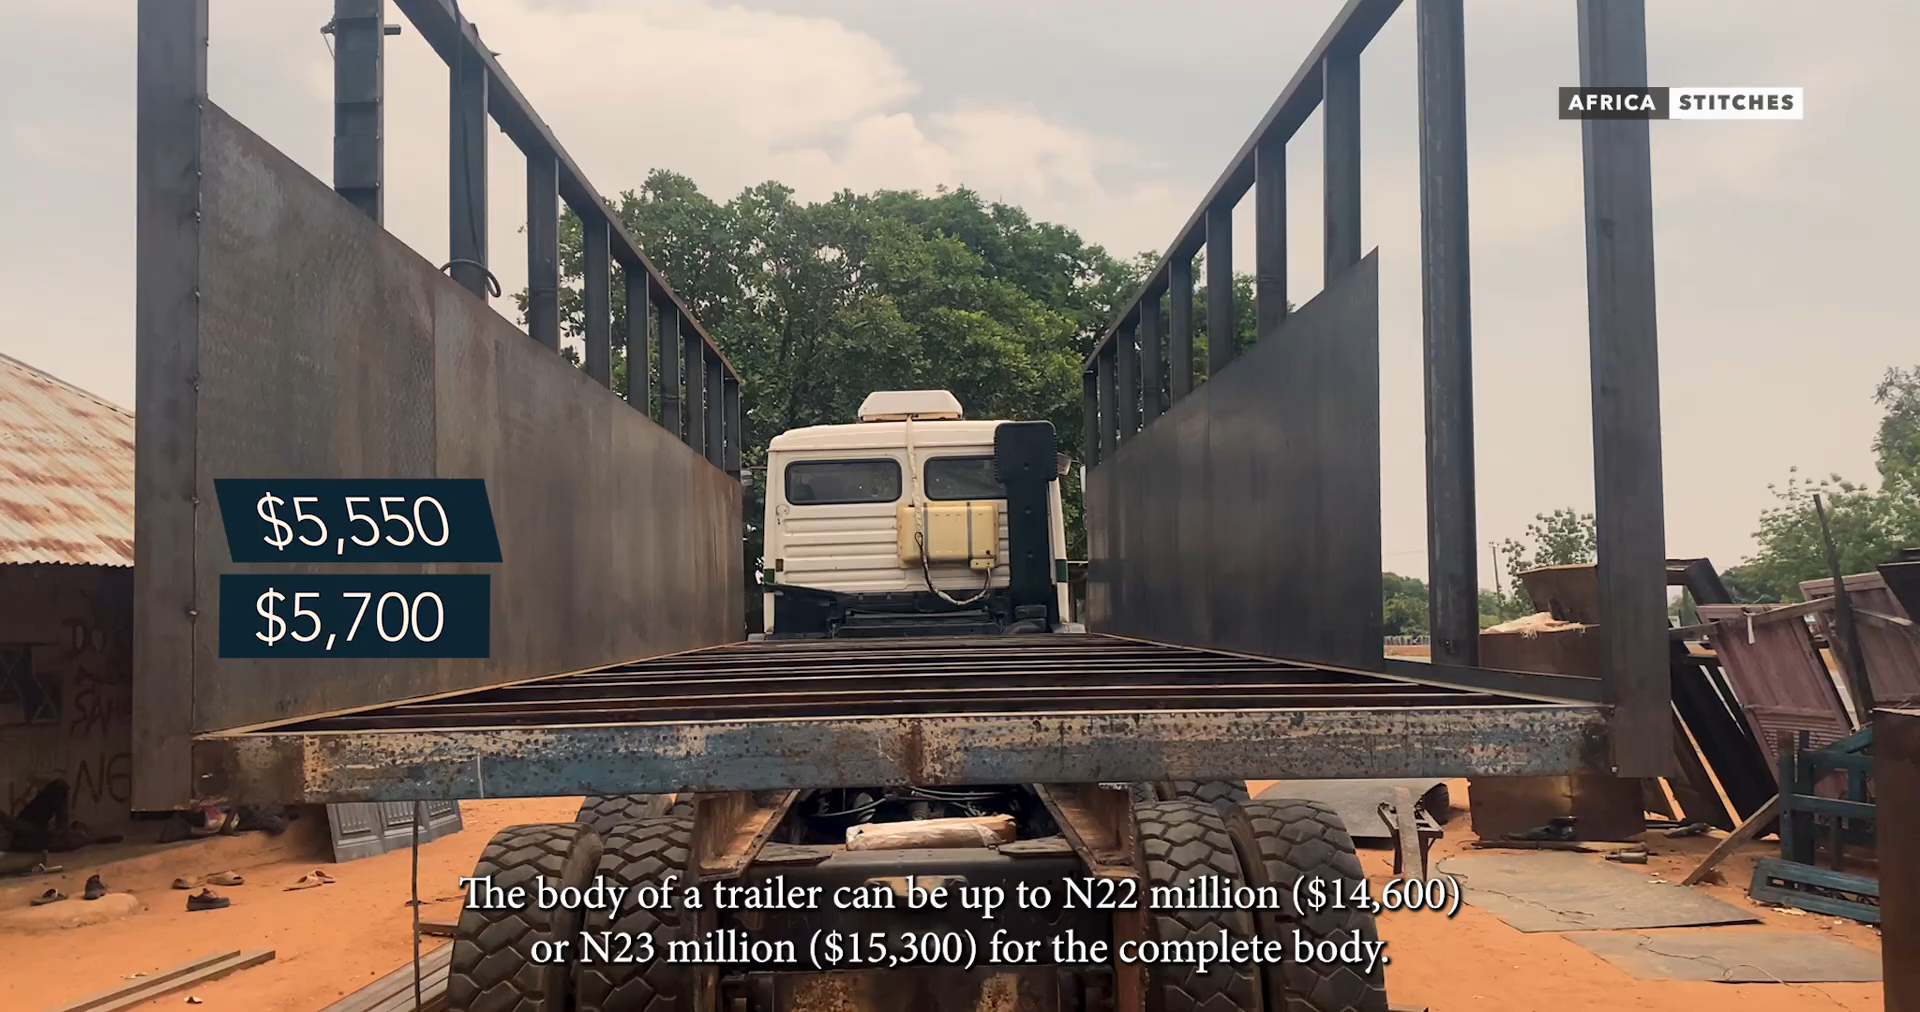 AFRICA STITCHES
$5,550
$5,700
The body of a trailer can be up to N22 million ($14,600)
or N23 million ($15,300) for the complete body.